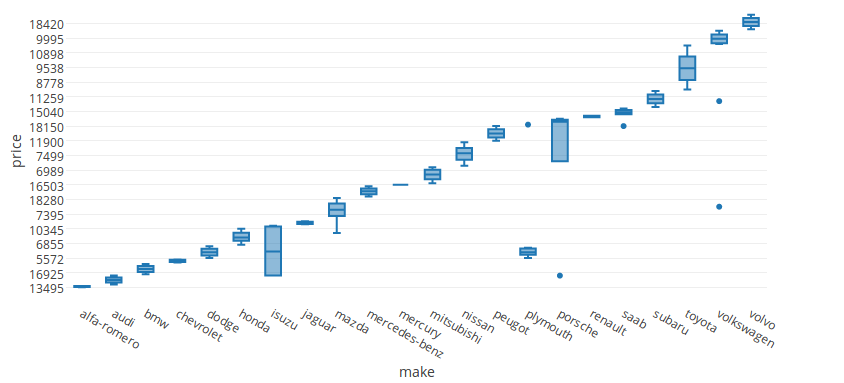 18420
9995
10898
9538
8778
11259
15040
18150
11900
7499
6989
16503
18280
7395
10345
6855
5572
16925
13495
price
alfa-romero
audi
bmw
chevrolet
dodge
honda
isuzu
jaguar
mazda
mercedes-benz
mercury
mitsubishi
nissan
peugot
plymouth
porsche
renault
saab
subaru
toyota
volkswagen
volvo
make